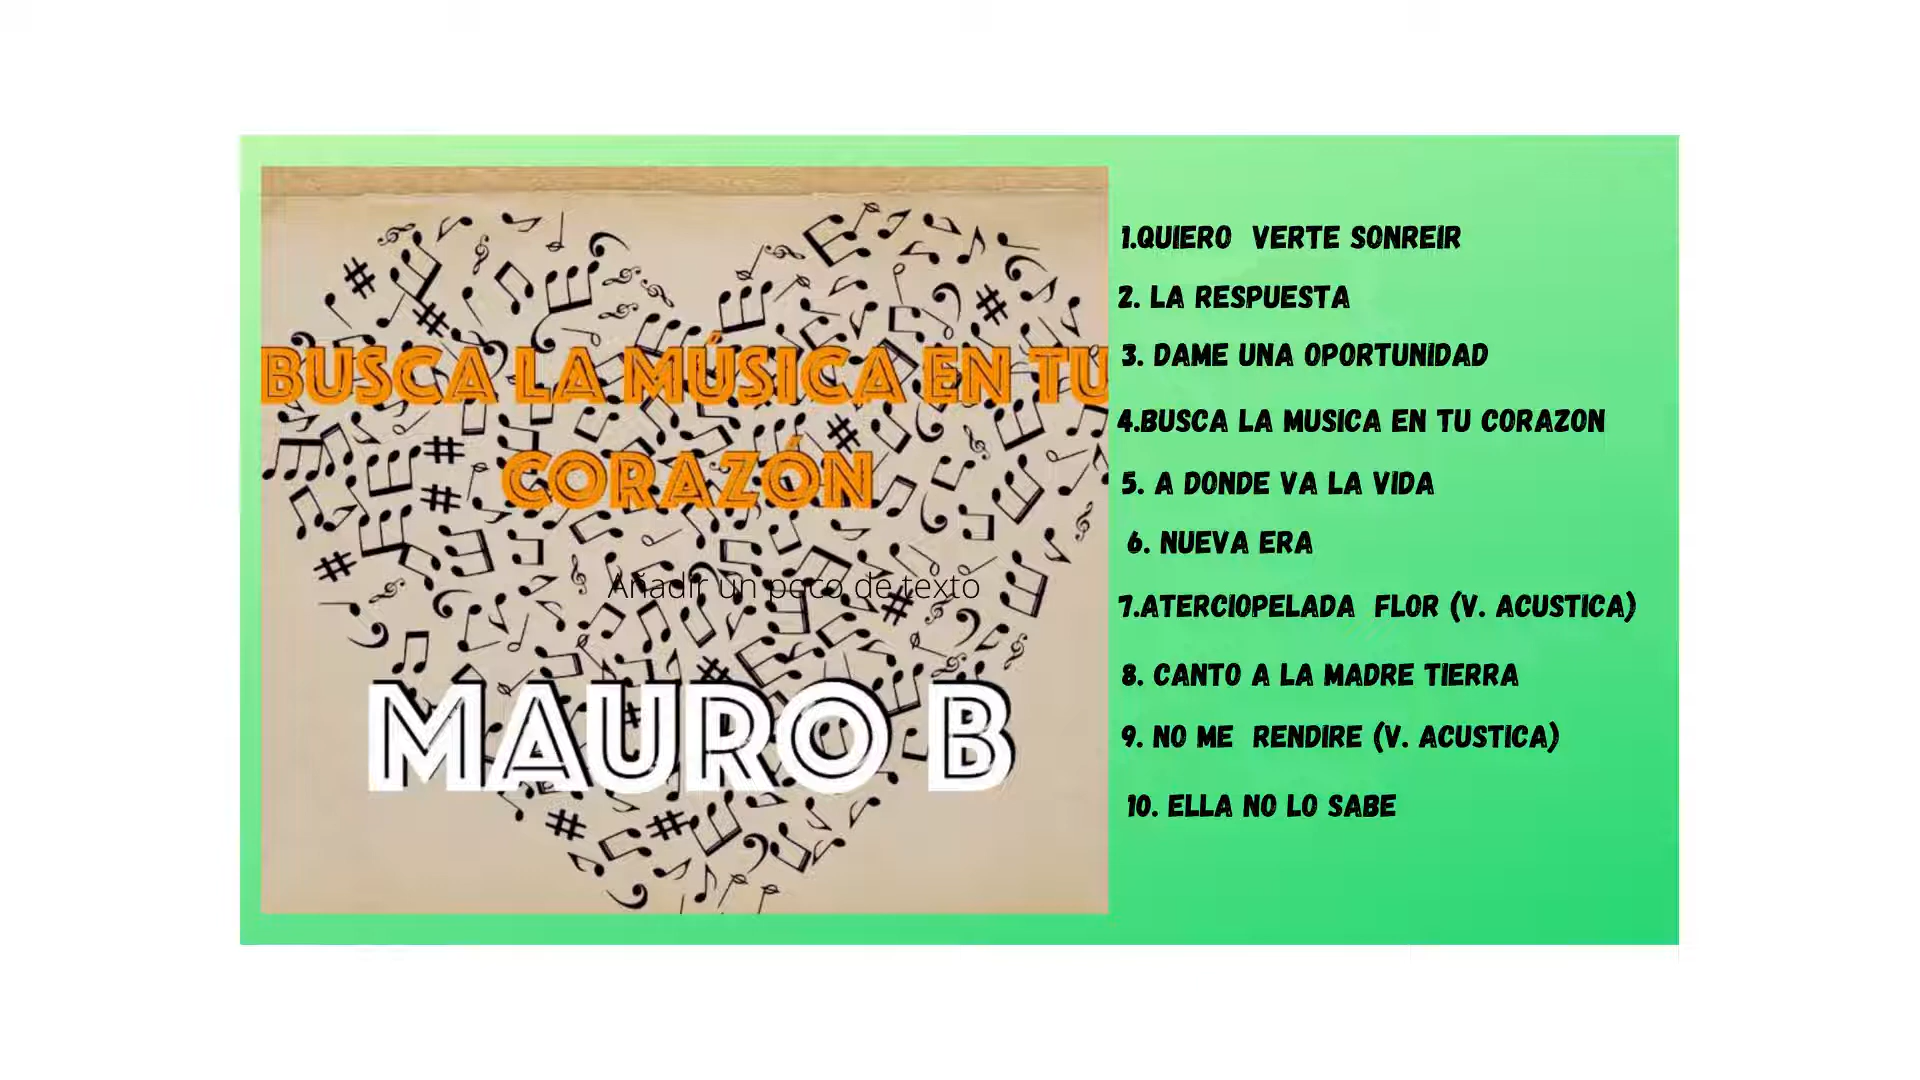 BUSCA LA MÚSICA EN TU
CORAZÓN
Añadir un poco de texto
MAURO B
1.QUIERO VERTE SONREIR
2. LA RESPUESTA
3. DAME UNA OPORTUNIDAD
4.BUSCA LA MUSICA EN TU CORAZON
5. A DONDE VA LA VIDA
6. NUEVA ERA
7.ATERCIOPELADA FLOR (V. ACUSTICA)
8. CANTO A LA MADRE TIERRA
9. NO ME RENDIRE (V. ACUSTICA)
10. ELLA NO LO SABE